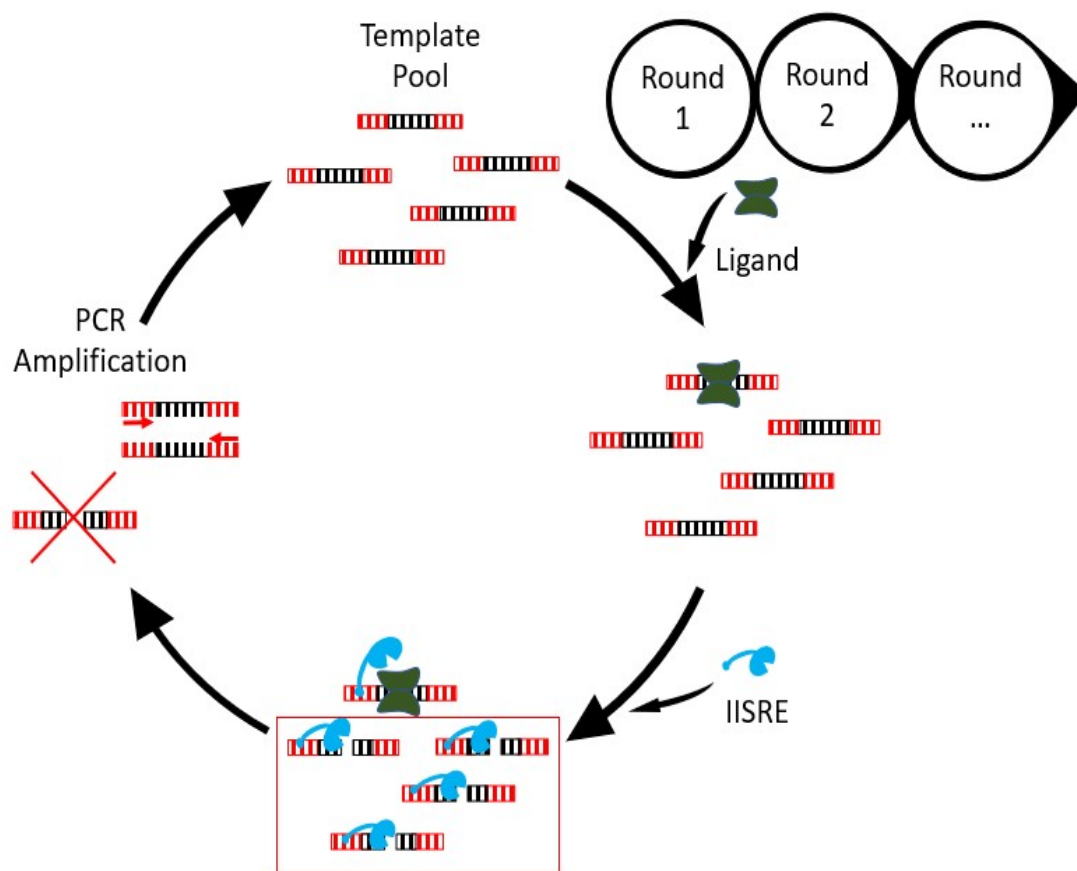 Template
Pool
Round
1
Round
2
Round
...
Ligand
PCR
Amplification
IISRE